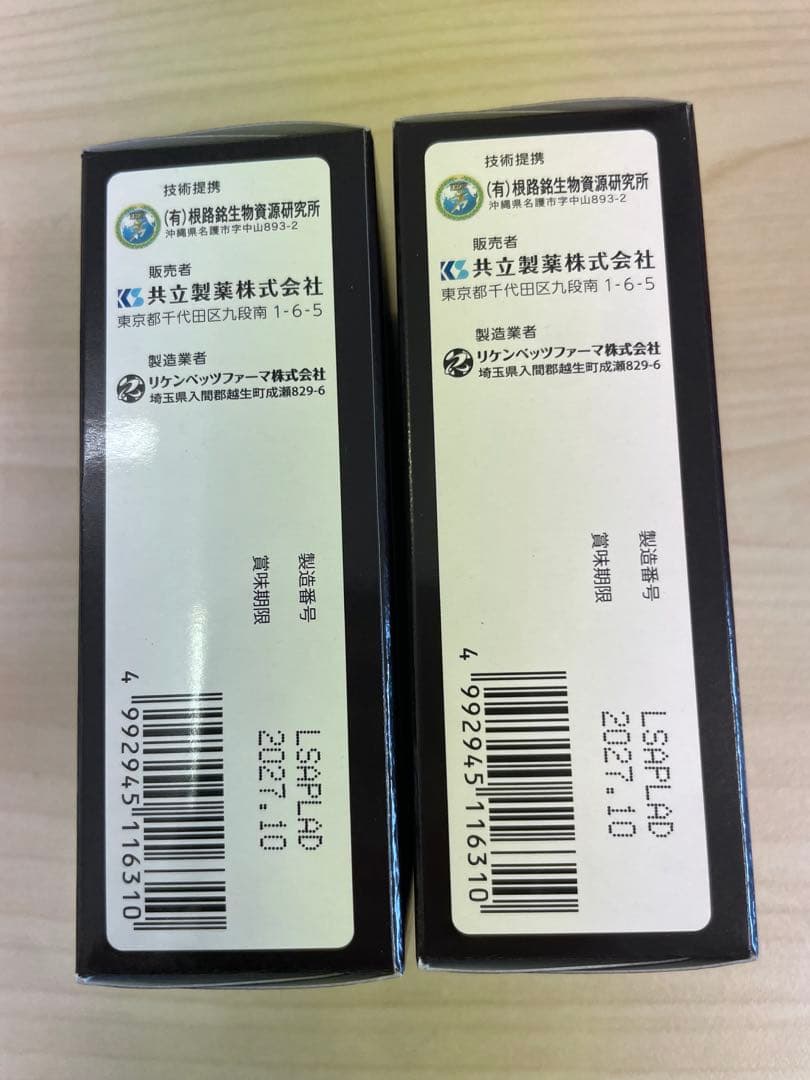 技術提携
(有)根路銘生物資源研究所
沖縄県名護市字中山893-2
販売者
KS 共立製薬株式会社
東京都千代田区九段南 1-6-5
製造業者
リケンベッツファーマ株式会社
埼玉県入間郡越生町成瀬829-6
製造番号 LSAPLAD
賞味期限 2027.10
4 992945 116310
技術提携
(有)根路銘生物資源研究所
沖縄県名護市字中山893-2
販売者
KS 共立製薬株式会社
東京都千代田区九段南 1-6-5
製造業者
リケンベッツファーマ株式会社
埼玉県入間郡越生町成瀬829-6
製造番号 LSAPLAD
賞味期限 2027.10
4 992945 116310